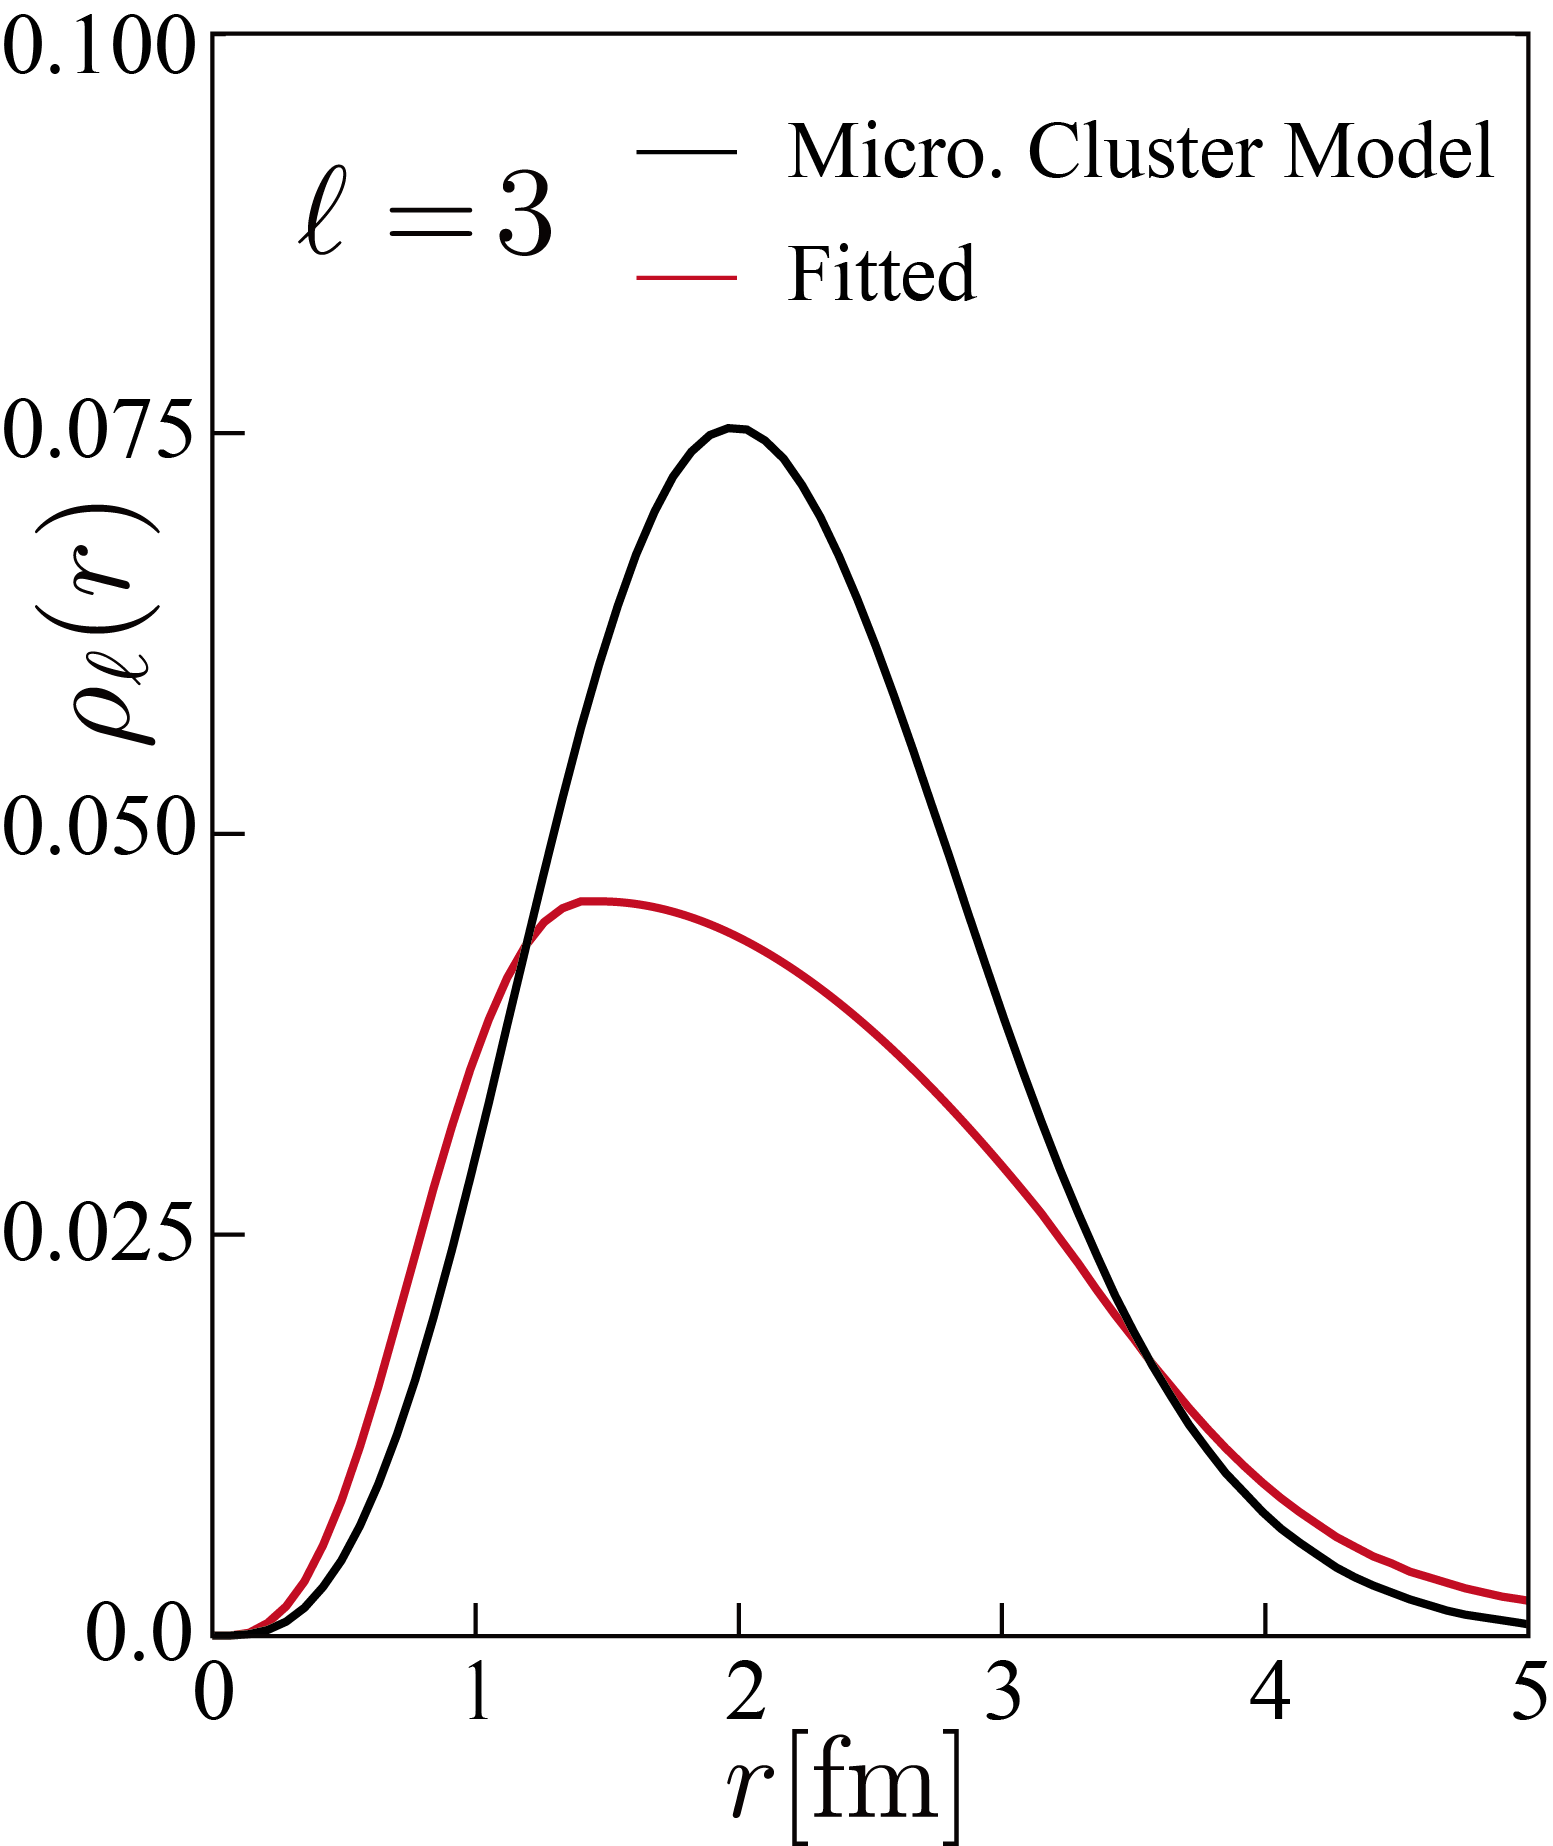 0.100
Micro. Cluster Model
ℓ = 3
Fitted
0.075
ρℓ(r)
0.050
0.025
0.0
0 1 2 3 4 5
r[fm]